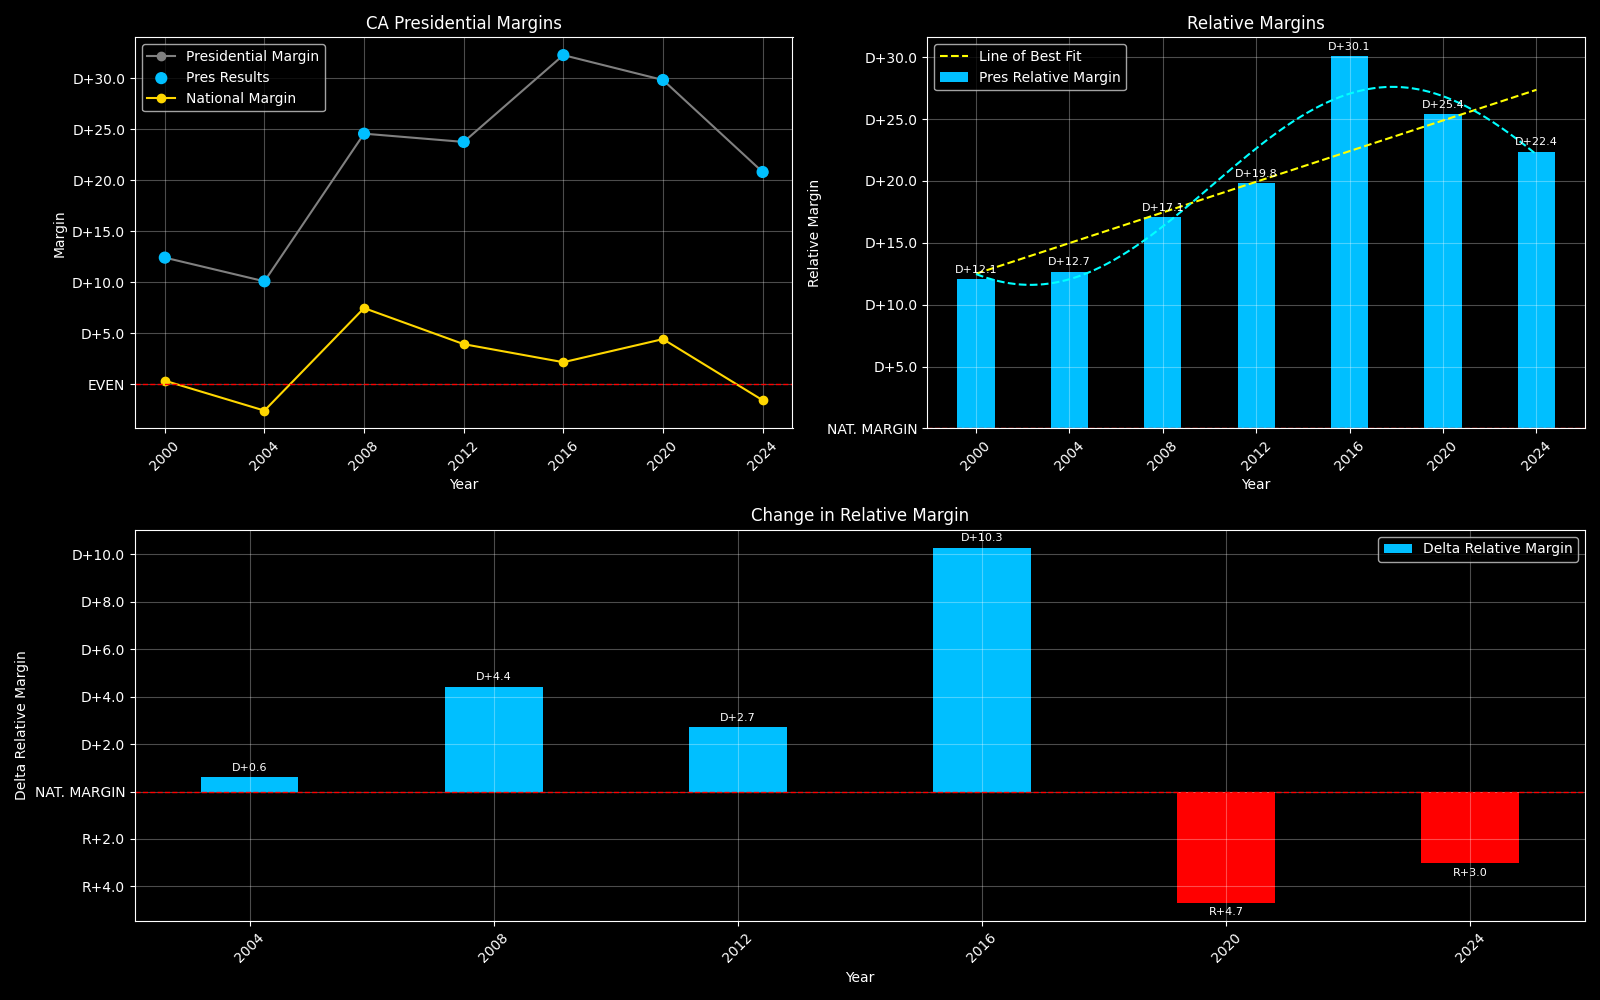 CA Presidential Margins
Presidential Margin
Pres Results
National Margin
Margin
D+30.0
D+25.0
D+20.0
D+15.0
D+10.0
D+5.0
EVEN
2000
2004
2008
2012
2016
2020
2024
Year
Relative Margins
Line of Best Fit
Pres Relative Margin
Relative Margin
D+30.0
D+25.0
D+20.0
D+15.0
D+10.0
D+5.0
NAT. MARGIN
D+12.1
D+12.7
D+17.1
D+19.8
D+30.1
D+25.4
D+22.4
2000
2004
2008
2012
2016
2020
2024
Year
Change in Relative Margin
Delta Relative Margin
Delta Relative Margin
D+10.0
D+8.0
D+6.0
D+4.0
D+2.0
NAT. MARGIN
R+2.0
R+4.0
D+0.6
D+4.4
D+2.7
D+10.3
R+4.7
R+3.0
2004
2008
2012
2016
2020
2024
Year